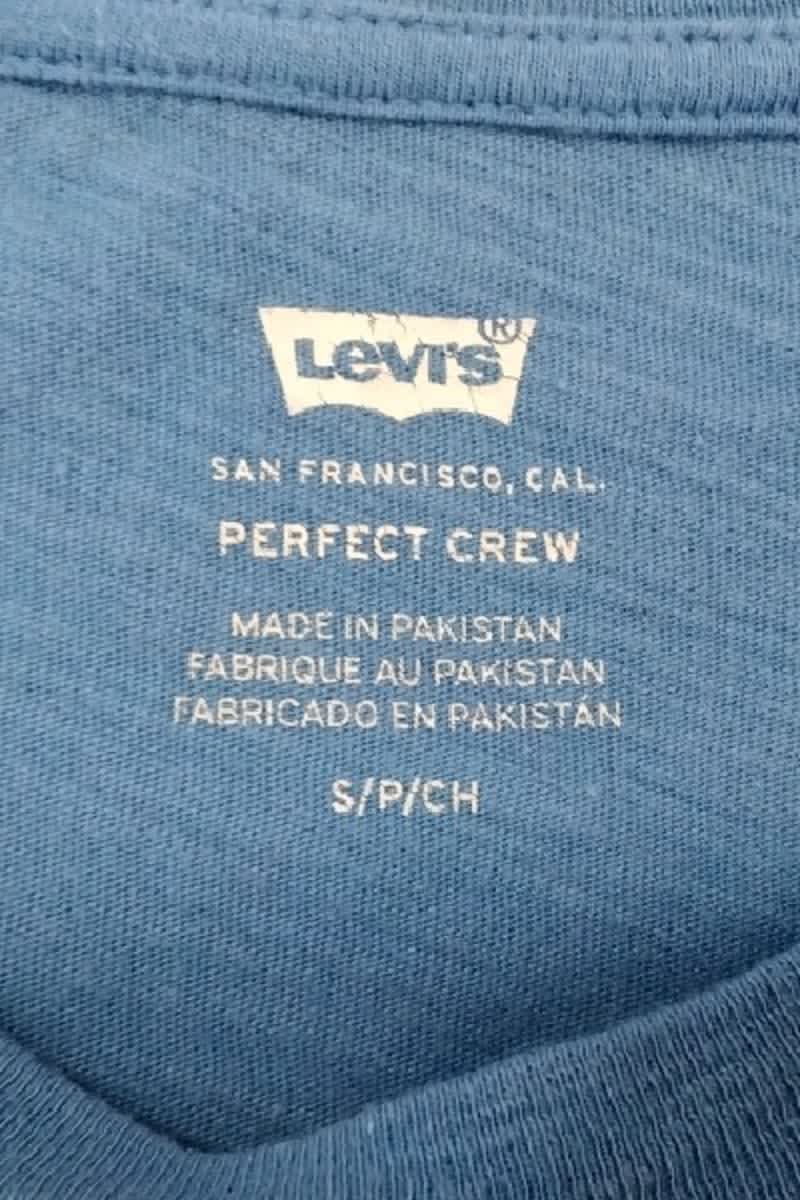 Levi's®
SAN FRANCISCO, CAL.
PERFECT CREW
MADE IN PAKISTAN
FABRIQUE AU PAKISTAN
FABRICADO EN PAKISTÁN
S/P/CH